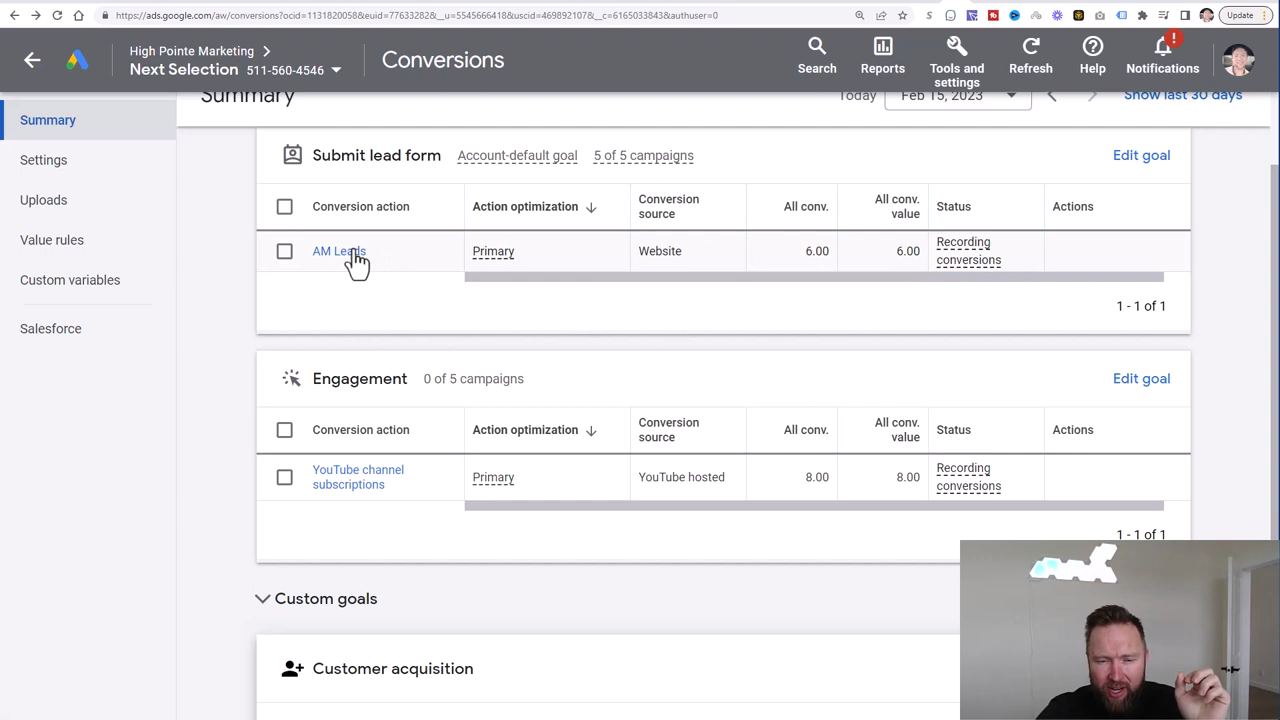 https://ads.google.com/aw/conversions?ocid=1131820058&euid=77633282&__u=5545666418&uscid=469892107&__c=6165033843&authuser=0
Update
High Pointe Marketing
Next Selection 511-560-4546
Conversions
Search
Reports
Tools and
settings
Refresh
Help
!
Notifications
Summary
Settings
Uploads
Value rules
Custom variables
Salesforce
Summary
Today
Feb 15, 2023
Show last 30 days
Submit lead form
Account-default goal
5 of 5 campaigns
Edit goal
Conversion action
Action optimization
Conversion
source
All conv.
All conv.
value
Status
Actions
AM Leads
Primary
Website
6.00
6.00
Recording
conversions
1 - 1 of 1
Engagement
0 of 5 campaigns
Edit goal
Conversion action
Action optimization
Conversion
source
All conv.
All conv.
value
Status
Actions
YouTube channel
subscriptions
Primary
YouTube hosted
8.00
8.00
Recording
conversions
1 - 1 of 1
Custom goals
Customer acquisition